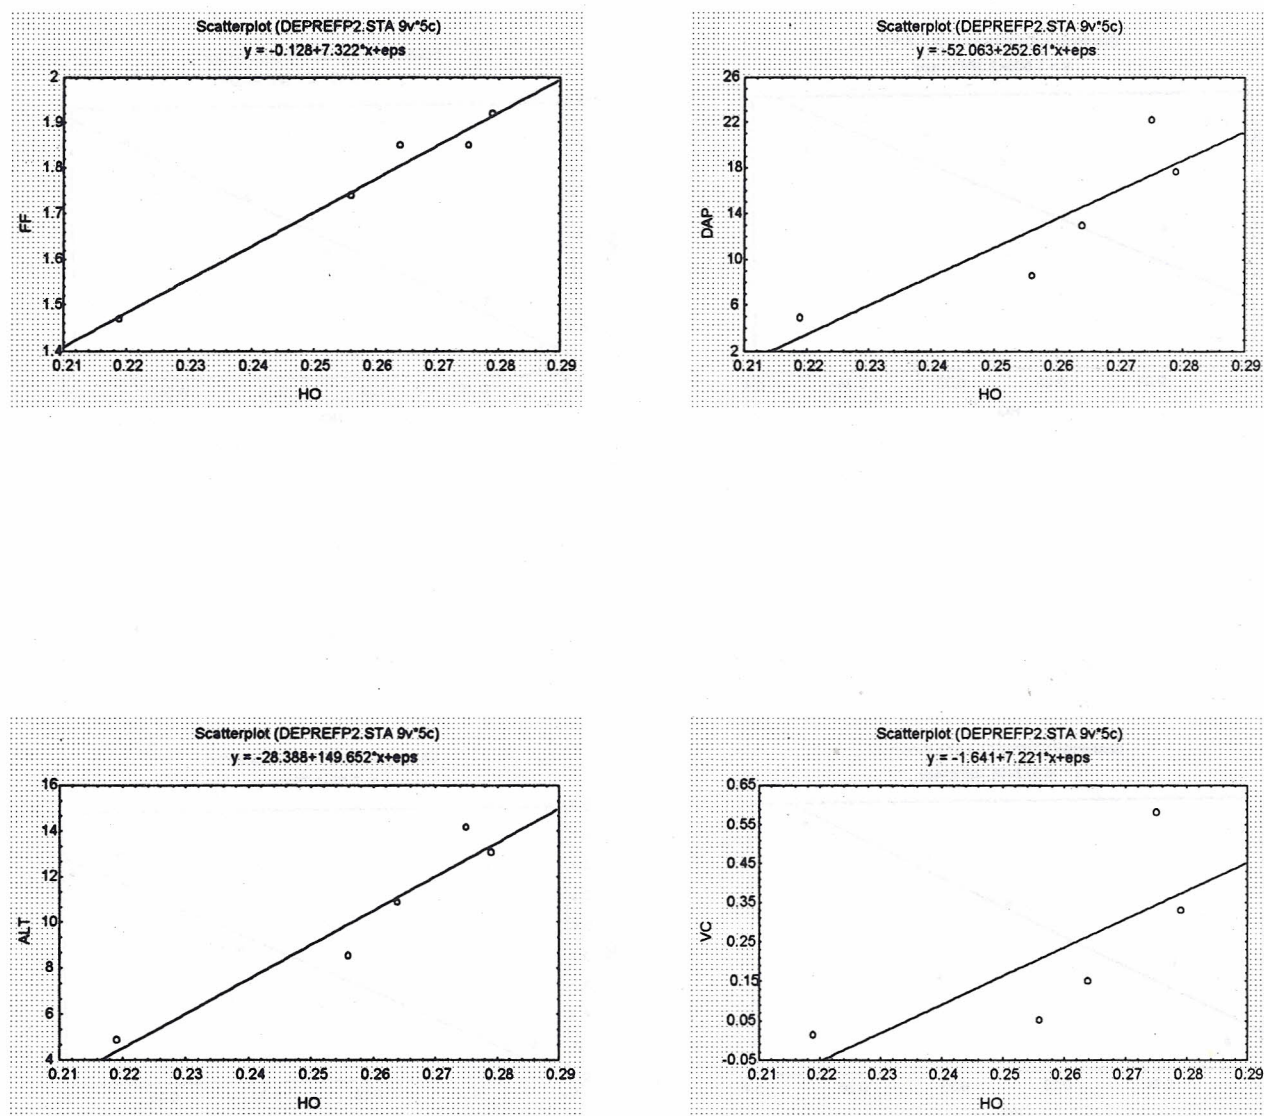 Scatterplot (DEPREFP2.STA 9v*5c)
y = -0.128+7.322*x+eps
2
1.9
1.8
1.7
1.6
1.5
1.4
FF
0.21 0.22 0.23 0.24 0.25 0.26 0.27 0.28 0.29
HO
Scatterplot (DEPREFP2.STA 9v*5c)
y = -52.063+252.61*x+eps
26
22
18
14
10
6
2
DAP
0.21 0.22 0.23 0.24 0.25 0.26 0.27 0.28 0.29
HO
Scatterplot (DEPREFP2.STA 9v*5c)
y = -28.388+149.652*x+eps
16
14
12
10
8
6
4
ALT
0.21 0.22 0.23 0.24 0.25 0.26 0.27 0.28 0.29
HO
Scatterplot (DEPREFP2.STA 9v*5c)
y = -1.641+7.221*x+eps
0.65
0.55
0.45
0.35
0.25
0.15
0.05
-0.05
VC
0.21 0.22 0.23 0.24 0.25 0.26 0.27 0.28 0.29
HO